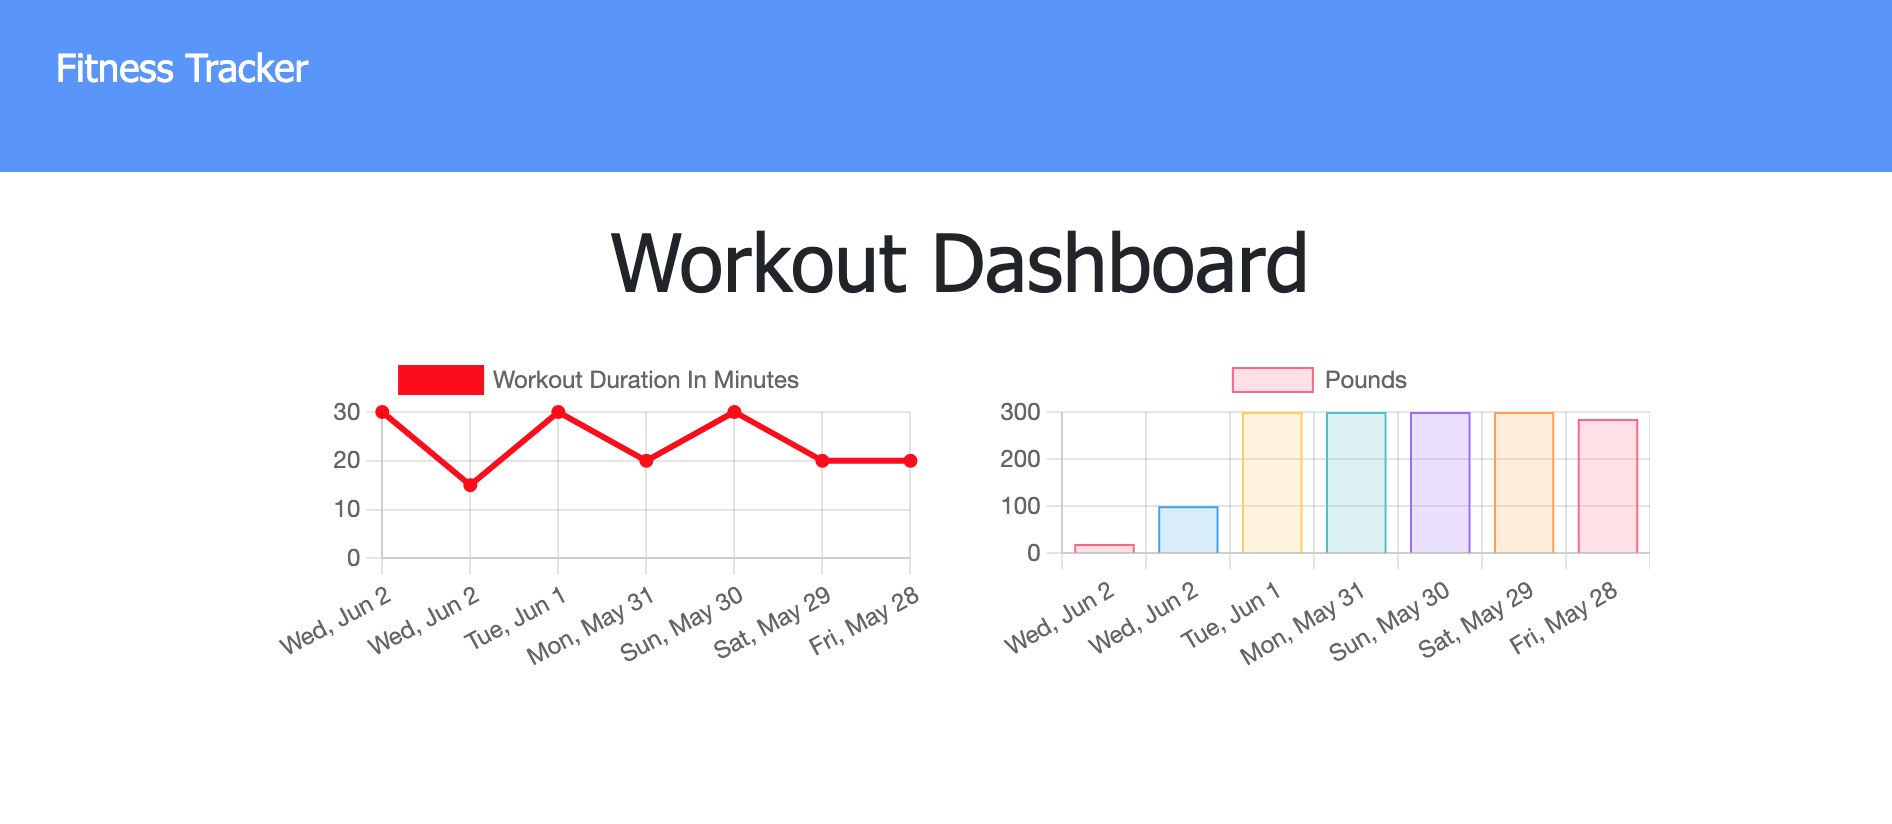 Fitness Tracker
Workout Dashboard
Workout Duration In Minutes
30
20
10
0
Wed, Jun 2
Wed, Jun 2
Tue, Jun 1
Mon, May 31
Sun, May 30
Sat, May 29
Fri, May 28
Pounds
300
200
100
0
Wed, Jun 2
Wed, Jun 2
Tue, Jun 1
Mon, May 31
Sun, May 30
Sat, May 29
Fri, May 28